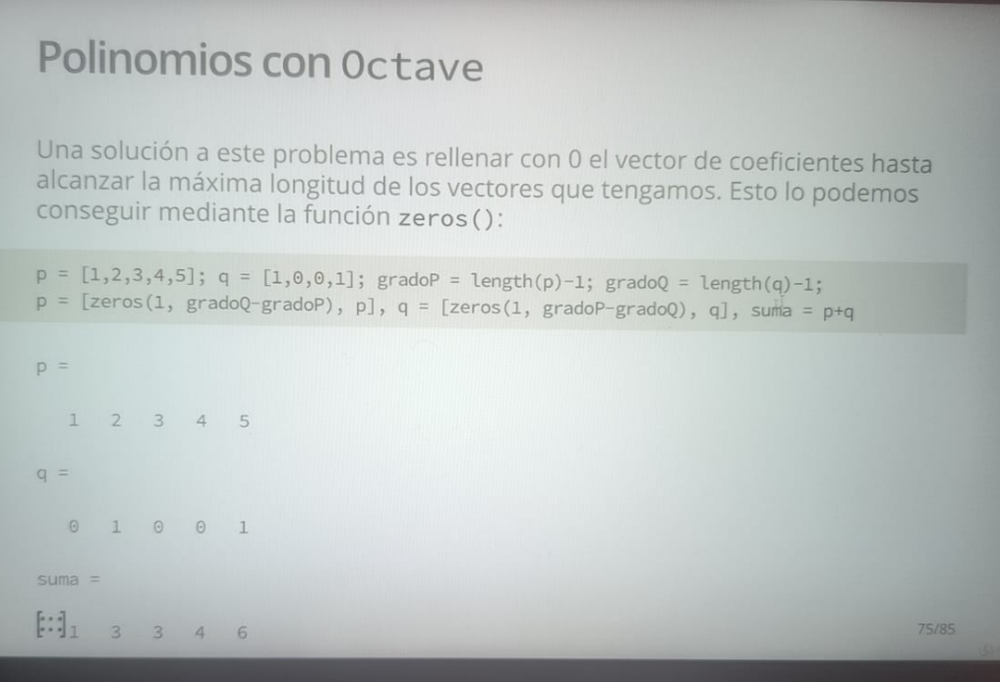 Polinomios con Octave
Una solución a este problema es rellenar con 0 el vector de coeficientes hasta
alcanzar la máxima longitud de los vectores que tengamos. Esto lo podemos
conseguir mediante la función zeros():
p = [1,2,3,4,5]; q = [1,0,0,1]; gradoP = length(p)-1; gradoQ = length(q)-1;
p = [zeros(1, gradoQ-gradoP), p], q = [zeros(1, gradoP-gradoQ), q], suma = p+q
p =
1 2 3 4 5
q =
0 1 0 0 1
suma =
1 3 3 4 6
75/85